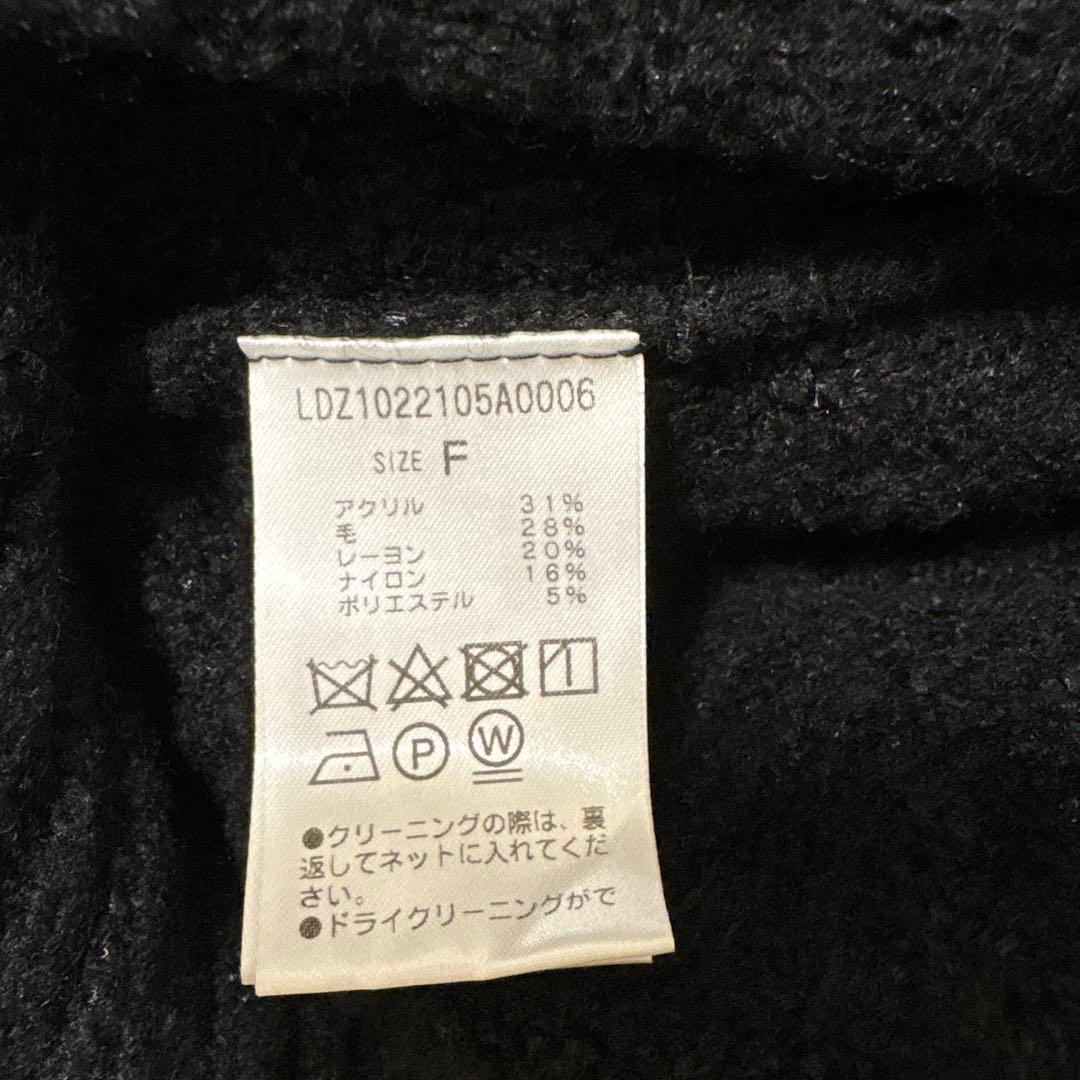 LDZ1022105A0006
SIZE F
アクリル 31%
毛 28%
レーヨン 20%
ナイロン 16%
ポリエステル 5%
P W
●クリーニングの際は、裏
返してネットに入れてくだ
さい。
●ドライクリーニングがで